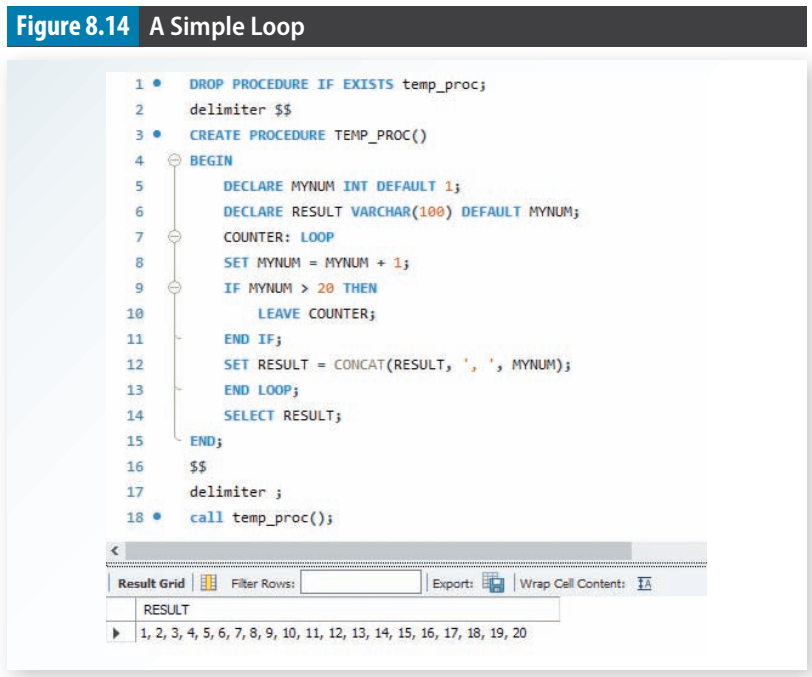 Figure 8.14 A Simple Loop
1 DROP PROCEDURE IF EXISTS temp_proc;
2 delimiter $$
3 CREATE PROCEDURE TEMP_PROC()
4 BEGIN
5 DECLARE MYNUM INT DEFAULT 1;
6 DECLARE RESULT VARCHAR(100) DEFAULT MYNUM;
7 COUNTER: LOOP
8 SET MYNUM = MYNUM + 1;
9 IF MYNUM > 20 THEN
10 LEAVE COUNTER;
11 END IF;
12 SET RESULT = CONCAT(RESULT, ', ', MYNUM);
13 END LOOP;
14 SELECT RESULT;
15 END;
16 $$
17 delimiter ;
18 call temp_proc();
Result Grid Filter Rows: Export: Wrap Cell Content: IA
RESULT
1, 2, 3, 4, 5, 6, 7, 8, 9, 10, 11, 12, 13, 14, 15, 16, 17, 18, 19, 20